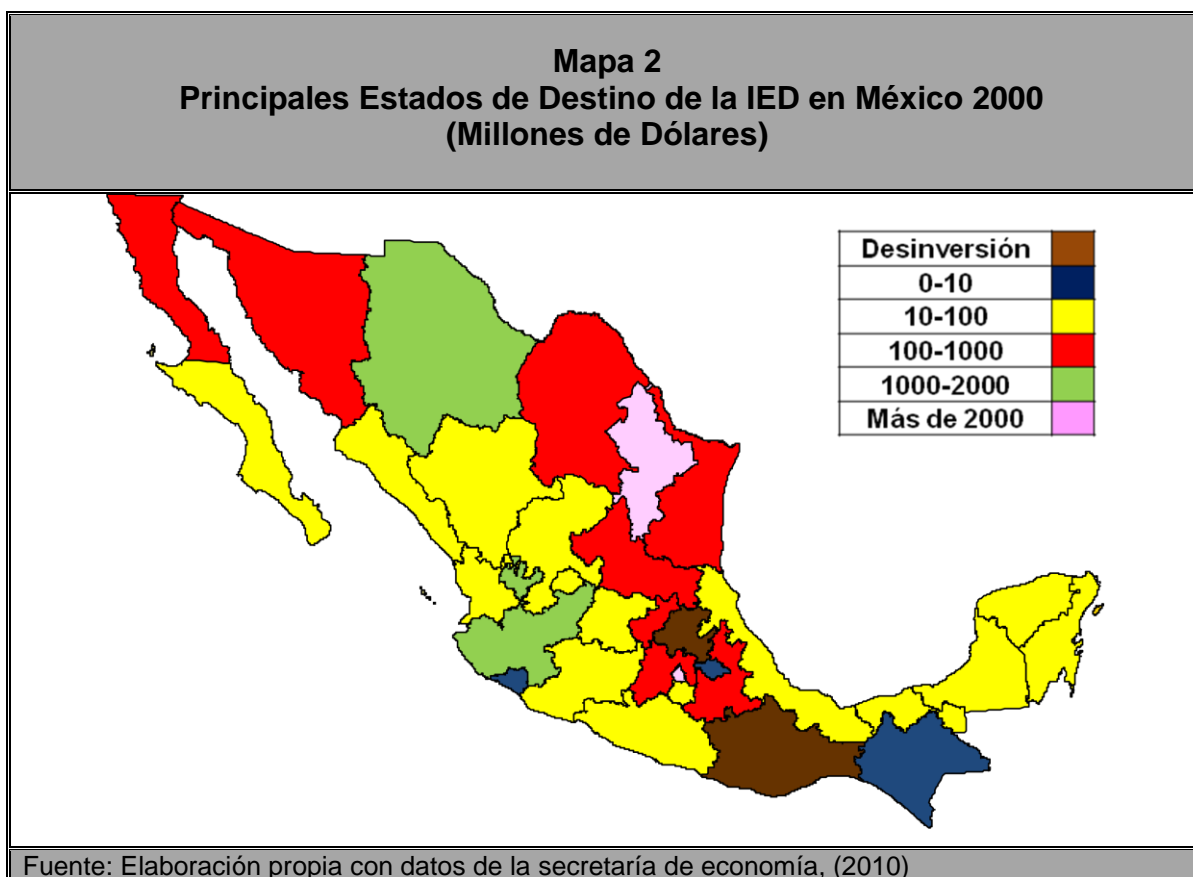 Mapa 2
Principales Estados de Destino de la IED en México 2000
(Millones de Dólares)
Desinversión
0-10
10-100
100-1000
1000-2000
Más de 2000
Fuente: Elaboración propia con datos de la secretaría de economía, (2010)